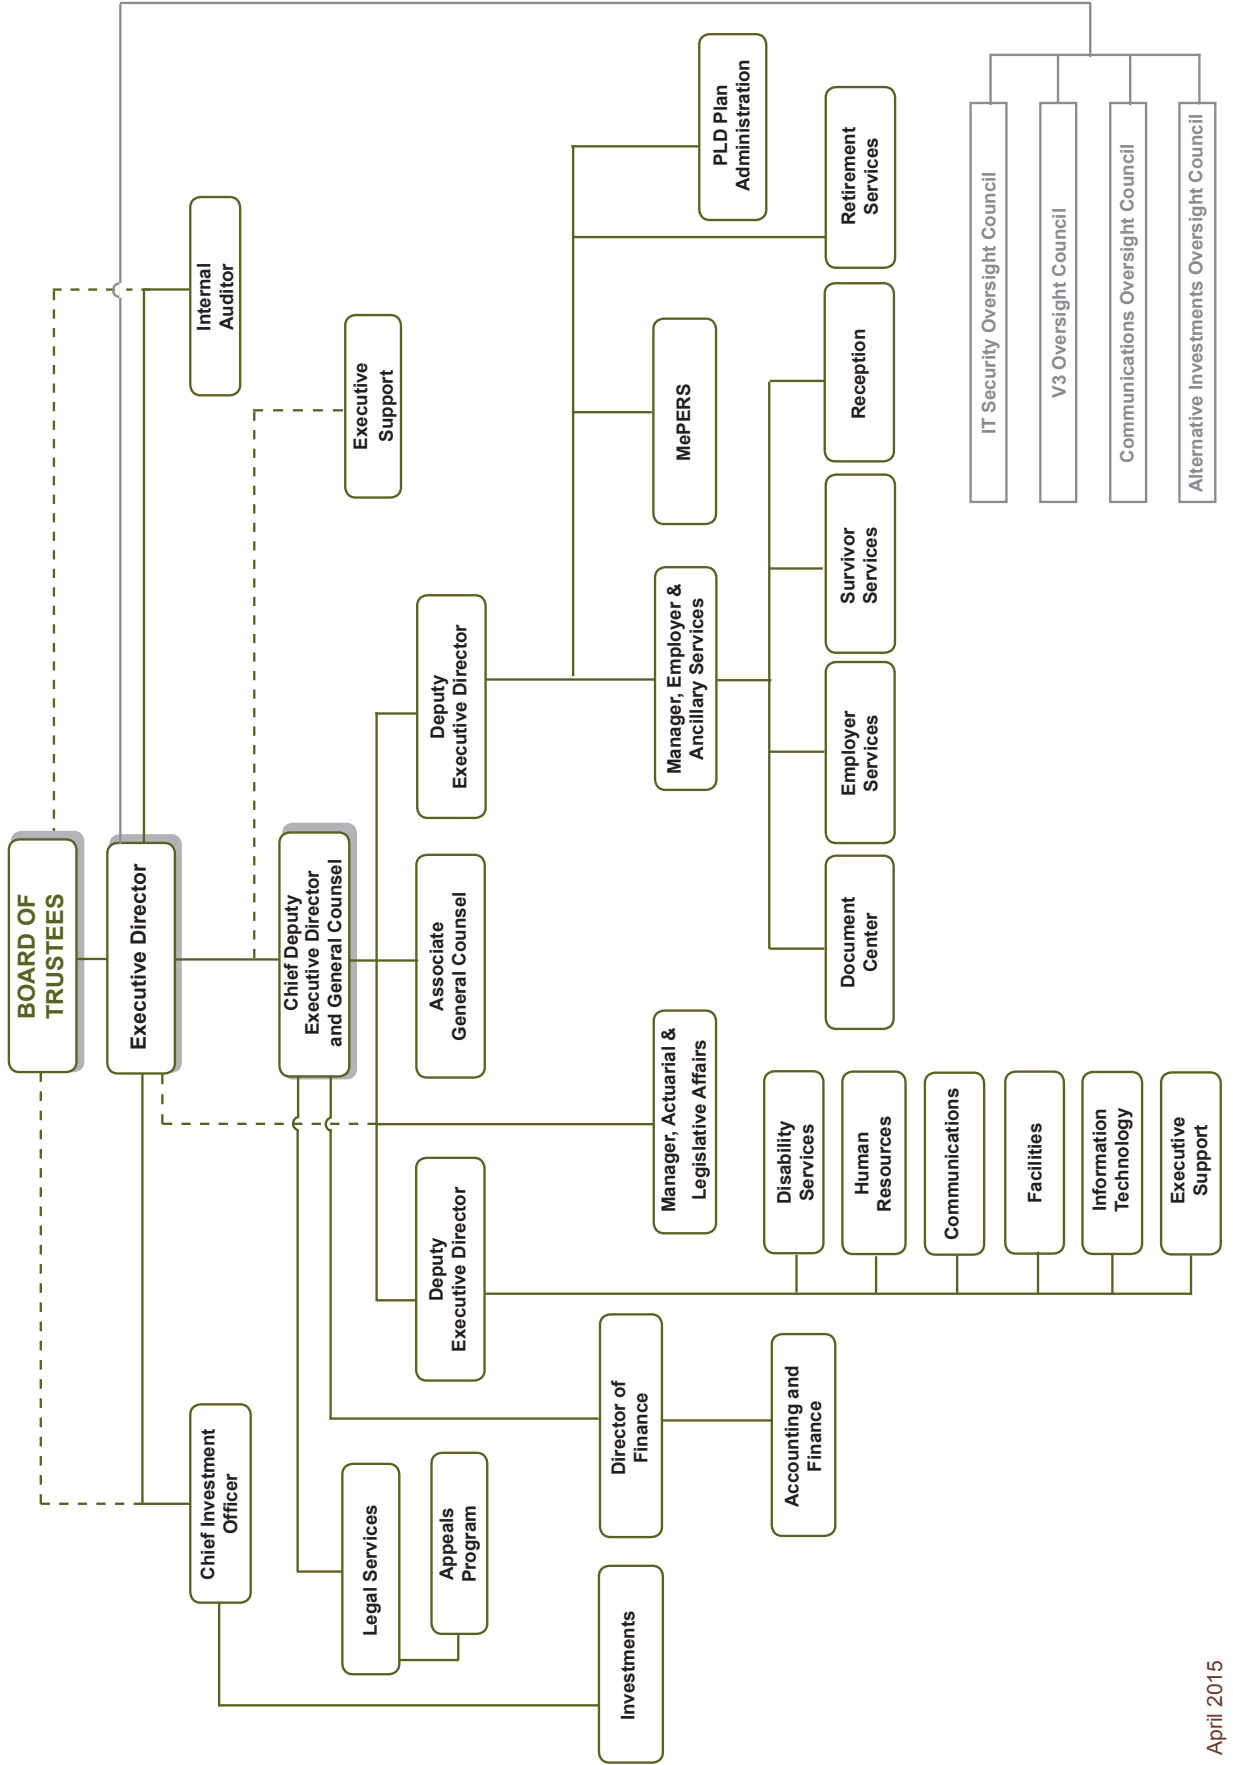 BOARD OF
TRUSTEES
Executive Director
Chief Investment
Officer
Internal
Auditor
Chief Deputy
Executive Director
and General Counsel
Executive
Support
Legal Services
Appeals
Program
Deputy
Executive Director
Associate
General Counsel
Deputy
Executive Director
Investments
Director of
Finance
Manager, Actuarial &
Legislative Affairs
Manager, Employer &
Ancillary Services
MePERS
PLD Plan
Administration
Accounting and
Finance
Disability
Services
Human
Resources
Communications
Facilities
Information
Technology
Executive
Support
Document
Center
Employer
Services
Survivor
Services
Reception
Retirement
Services
IT Security Oversight Council
V3 Oversight Council
Communications Oversight Council
Alternative Investments Oversight Council
April 2015